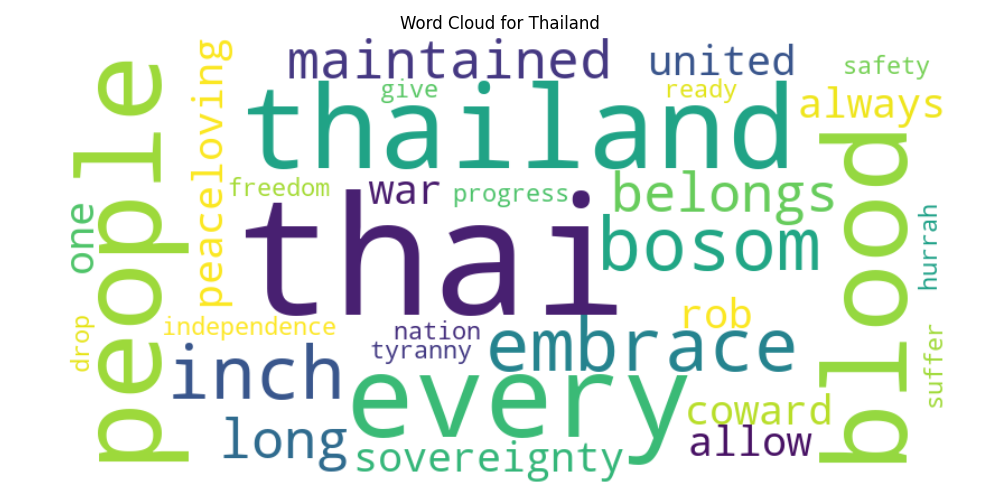 Word Cloud for Thailand
maintained
united
safety
give
ready
always
people
peaceloving
thailand
blood
freedom
war
progress
belongs
one
thai
bosom
hurrah
rob
drop
independence
nation
tyranny
embrace
suffer
inch
every
coward
long
sovereignty
allow